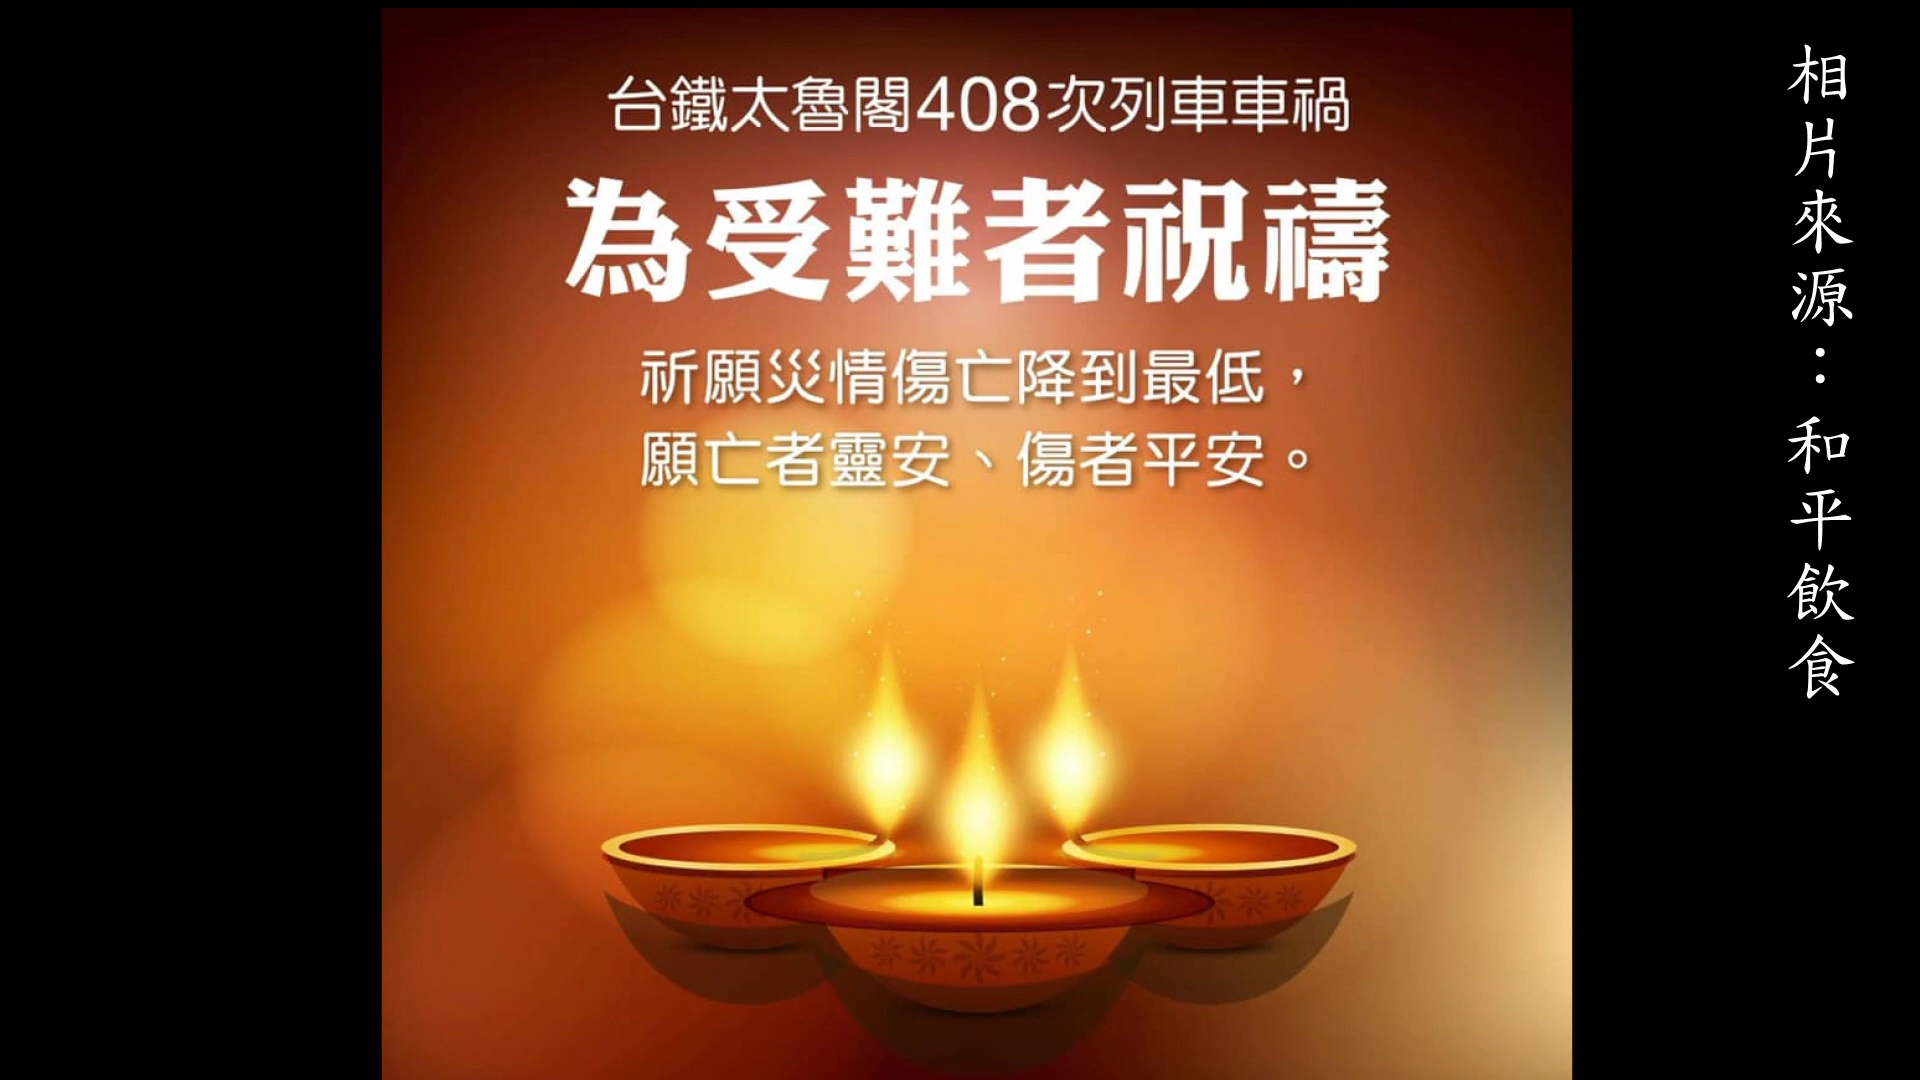 台鐵太魯閣408次列車車禍
為受難者祝禱
祈願災情傷亡降到最低，
願亡者靈安、傷者平安。
相片來源：和平飲食